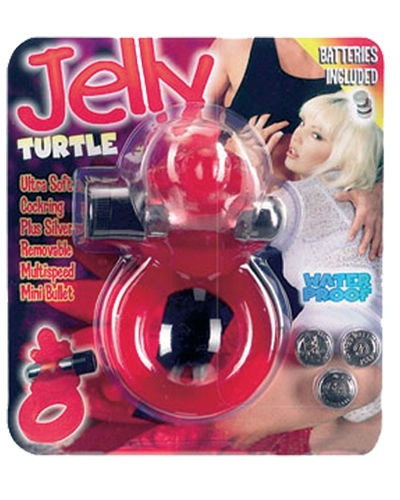 Jelly
TURTLE
BATTERIES
INCLUDED
Ultra Soft
Cockring
Plus Silver
Removable
Multispeed
Mini Bullet
WATER
PROOF